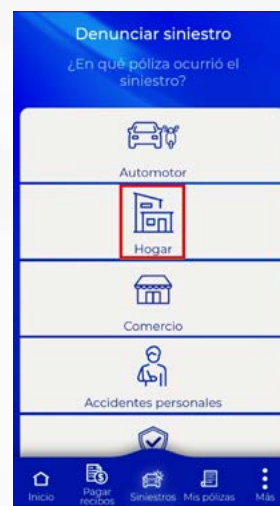 Denunciar siniestro
¿En qué póliza ocurrió el
siniestro?
Automotor
Hogar
Comercio
Accidentes personales
Inicio
Pagar
recibos
Siniestros
Mis pólizas
Más